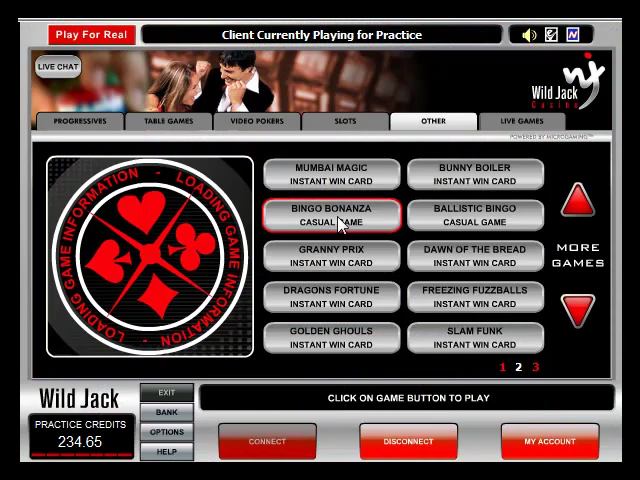 Play For Real
Client Currently Playing for Practice
LIVE CHAT
Wild Jack
Casino
PROGRESSIVES
TABLE GAMES
VIDEO POKERS
SLOTS
OTHER
LIVE GAMES
POWERED BY MICROGAMING™
LOADING GAME INFORMATION - LOADING GAME INFORMATION -
MUMBAI MAGIC
INSTANT WIN CARD
BUNNY BOILER
INSTANT WIN CARD
BINGO BONANZA
CASUAL GAME
BALLISTIC BINGO
CASUAL GAME
GRANNY PRIX
INSTANT WIN CARD
DAWN OF THE BREAD
INSTANT WIN CARD
DRAGONS FORTUNE
INSTANT WIN CARD
FREEZING FUZZBALLS
INSTANT WIN CARD
GOLDEN GHOULS
INSTANT WIN CARD
SLAM FUNK
INSTANT WIN CARD
MORE
GAMES
1 2 3
Wild Jack
PRACTICE CREDITS
234.65
EXIT
BANK
OPTIONS
HELP
CLICK ON GAME BUTTON TO PLAY
CONNECT
DISCONNECT
MY ACCOUNT